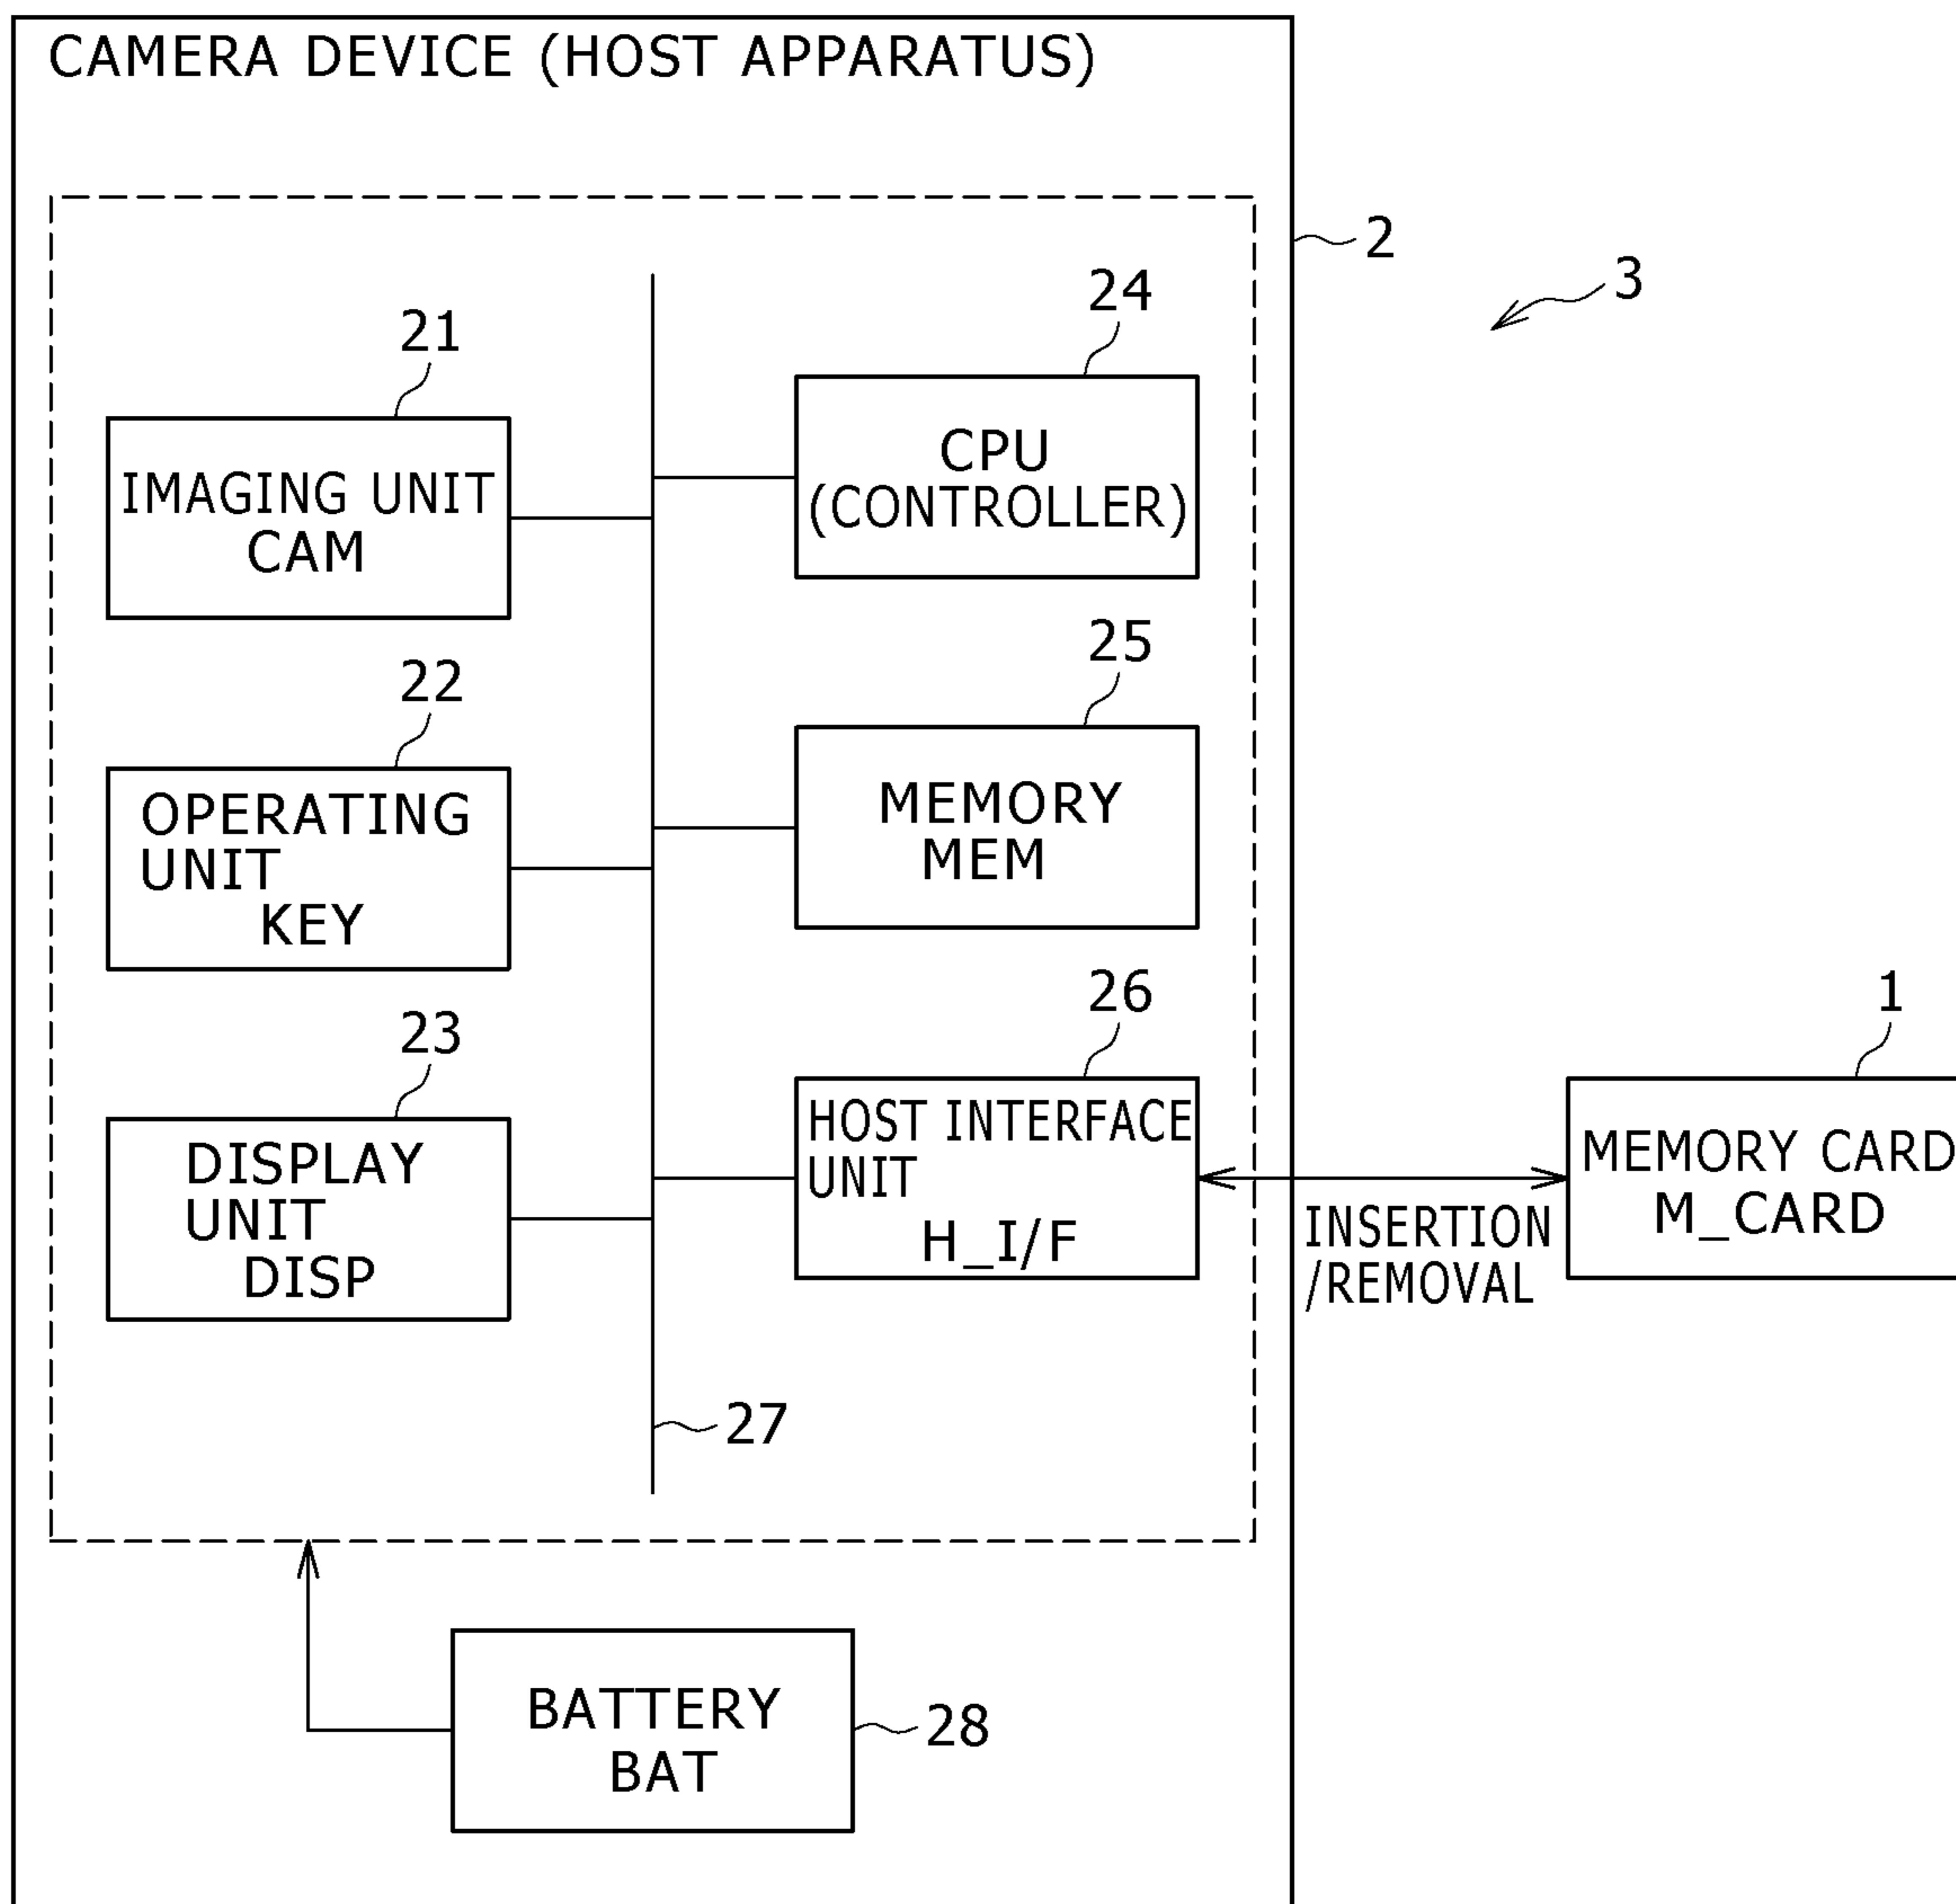 CAMERA DEVICE (HOST APPARATUS)
2
3
21
IMAGING UNIT
CAM
24
CPU
(CONTROLLER)
22
OPERATING
UNIT
KEY
25
MEMORY
MEM
23
DISPLAY
UNIT
DISP
26
HOST INTERFACE
UNIT
H_I/F
INSERTION
/REMOVAL
1
MEMORY CARD
M_CARD
27
BATTERY
BAT
28